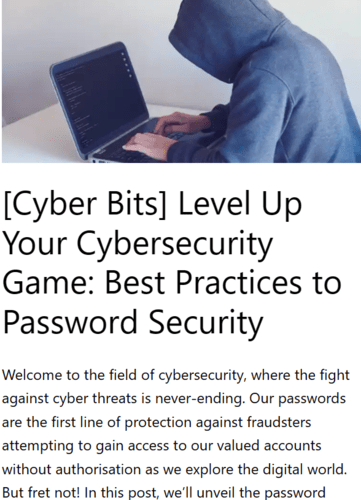 [Cyber Bits] Level Up
Your Cybersecurity
Game: Best Practices to
Password Security
Welcome to the field of cybersecurity, where the fight
against cyber threats is never-ending. Our passwords
are the first line of protection against fraudsters
attempting to gain access to our valued accounts
without authorisation as we explore the digital world.
But fret not! In this post, we’ll unveil the password